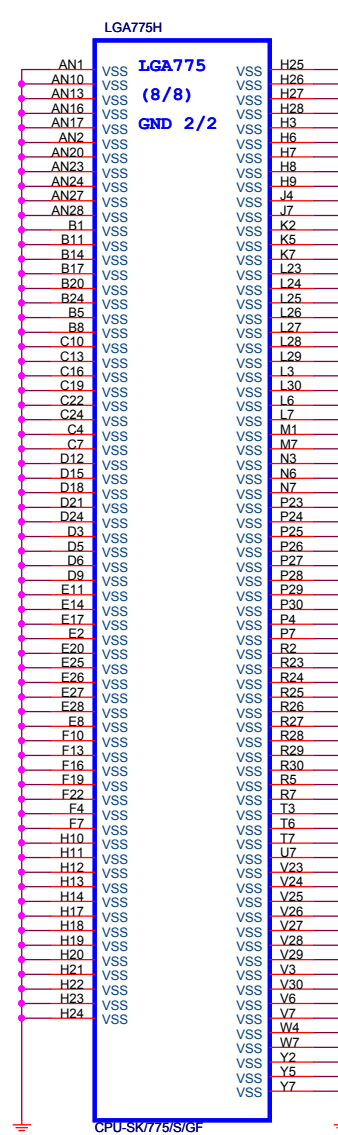 LGA775H
AN1 VSS LGA775 VSS H25
AN10 VSS VSS H26
AN13 VSS (8/8) VSS H27
AN16 VSS VSS H28
AN17 VSS GND 2/2 VSS H3
AN2 VSS VSS H6
AN20 VSS VSS H7
AN23 VSS VSS H8
AN24 VSS VSS H9
AN27 VSS VSS J4
AN28 VSS VSS J7
B1 VSS VSS K2
B11 VSS VSS K5
B14 VSS VSS K7
B17 VSS VSS L23
B20 VSS VSS L24
B24 VSS VSS L25
B5 VSS VSS L26
B8 VSS VSS L27
C10 VSS VSS L28
C13 VSS VSS L29
C16 VSS VSS L3
C19 VSS VSS L30
C22 VSS VSS L6
C24 VSS VSS L7
C4 VSS VSS M1
C7 VSS VSS M7
D12 VSS VSS N3
D15 VSS VSS N6
D18 VSS VSS N7
D21 VSS VSS P23
D24 VSS VSS P24
D3 VSS VSS P25
D5 VSS VSS P26
D6 VSS VSS P27
D9 VSS VSS P28
E11 VSS VSS P29
E14 VSS VSS P30
E17 VSS VSS P4
E2 VSS VSS P7
E20 VSS VSS R2
E25 VSS VSS R23
E26 VSS VSS R24
E27 VSS VSS R25
E28 VSS VSS R26
E8 VSS VSS R27
F10 VSS VSS R28
F13 VSS VSS R29
F16 VSS VSS R30
F19 VSS VSS R5
F22 VSS VSS R7
F4 VSS VSS T3
F7 VSS VSS T6
H10 VSS VSS T7
H11 VSS VSS U7
H12 VSS VSS V23
H13 VSS VSS V24
H14 VSS VSS V25
H17 VSS VSS V26
H18 VSS VSS V27
H19 VSS VSS V28
H20 VSS VSS V29
H21 VSS VSS V3
H22 VSS VSS V30
H23 VSS VSS V6
H24 VSS VSS V7
VSS W4
VSS W7
VSS Y2
VSS Y5
VSS Y7
CPU-SK/775/S/GF